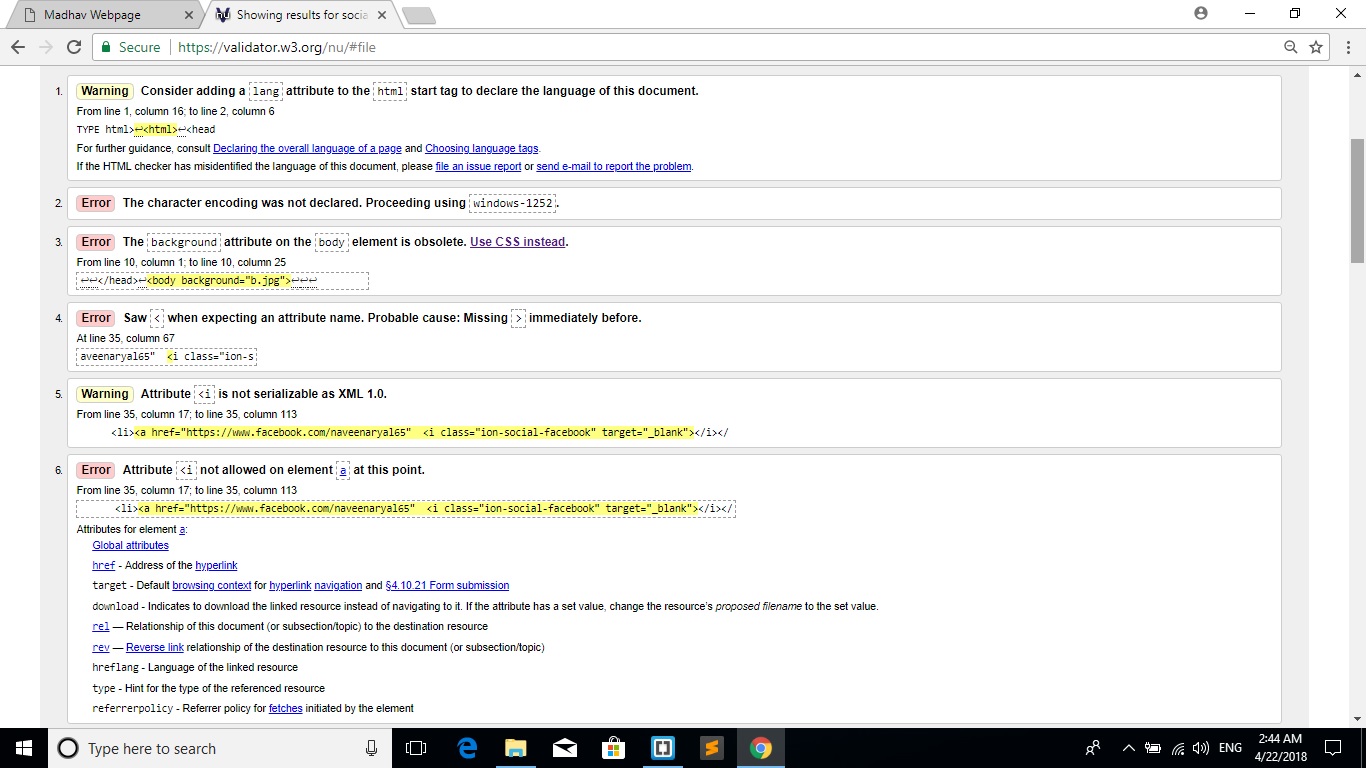 Madhav Webpage
Showing results for socia
Secure | https://validator.w3.org/nu/#file
1. Warning Consider adding a lang attribute to the html start tag to declare the language of this document.
From line 1, column 16; to line 2, column 6
TYPE html>↩<html>↩<head
For further guidance, consult Declaring the overall language of a page and Choosing language tags.
If the HTML checker has misidentified the language of this document, please file an issue report or send e-mail to report the problem.
2. Error The character encoding was not declared. Proceeding using windows-1252.
3. Error The background attribute on the body element is obsolete. Use CSS instead.
From line 10, column 1; to line 10, column 25
↩↩</head>↩<body background="b.jpg">↩↩↩
4. Error Saw < when expecting an attribute name. Probable cause: Missing > immediately before.
At line 35, column 67
aveenaryal65"  <i class="ion-s
5. Warning Attribute <i is not serializable as XML 1.0.
From line 35, column 17; to line 35, column 113
<li><a href="https://www.facebook.com/naveenaryal65"  <i class="ion-social-facebook" target="_blank"></i></
6. Error Attribute <i not allowed on element a at this point.
From line 35, column 17; to line 35, column 113
<li><a href="https://www.facebook.com/naveenaryal65"  <i class="ion-social-facebook" target="_blank"></i></
Attributes for element a:
Global attributes
href - Address of the hyperlink
target - Default browsing context for hyperlink navigation and §4.10.21 Form submission
download - Indicates to download the linked resource instead of navigating to it. If the attribute has a set value, change the resource's proposed filename to the set value.
rel — Relationship of this document (or subsection/topic) to the destination resource
rev — Reverse link relationship of the destination resource to this document (or subsection/topic)
hreflang - Language of the linked resource
type - Hint for the type of the referenced resource
referrerpolicy - Referrer policy for fetches initiated by the element
Type here to search
ENG
2:44 AM
4/22/2018